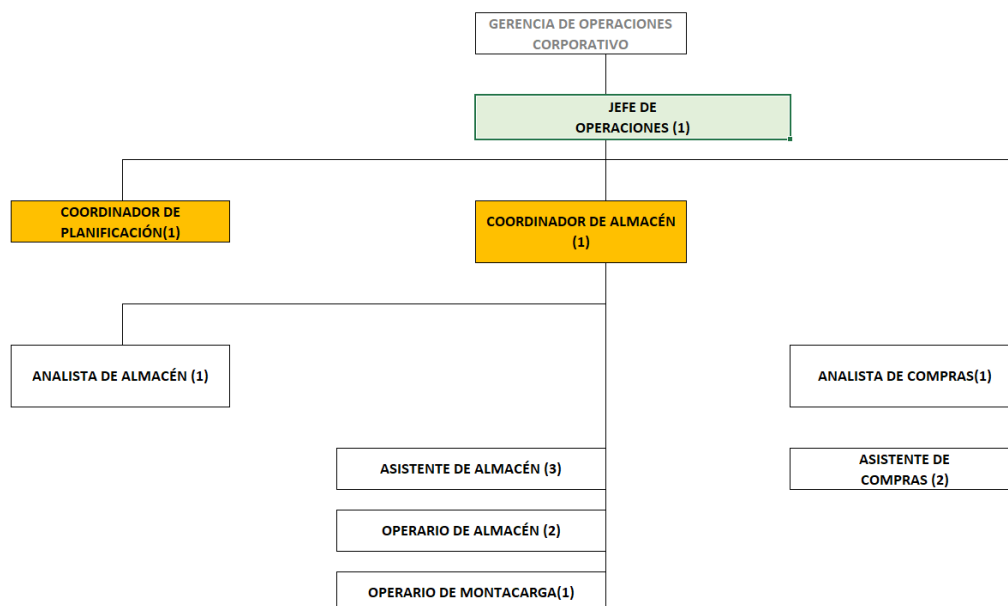 GERENCIA DE OPERACIONES
CORPORATIVO
JEFE DE
OPERACIONES (1)
COORDINADOR DE
PLANIFICACIÓN(1)
COORDINADOR DE ALMACÉN
(1)
ANALISTA DE ALMACÉN (1)
ANALISTA DE COMPRAS(1)
ASISTENTE DE ALMACÉN (3)
ASISTENTE DE
COMPRAS (2)
OPERARIO DE ALMACÉN (2)
OPERARIO DE MONTACARGA(1)